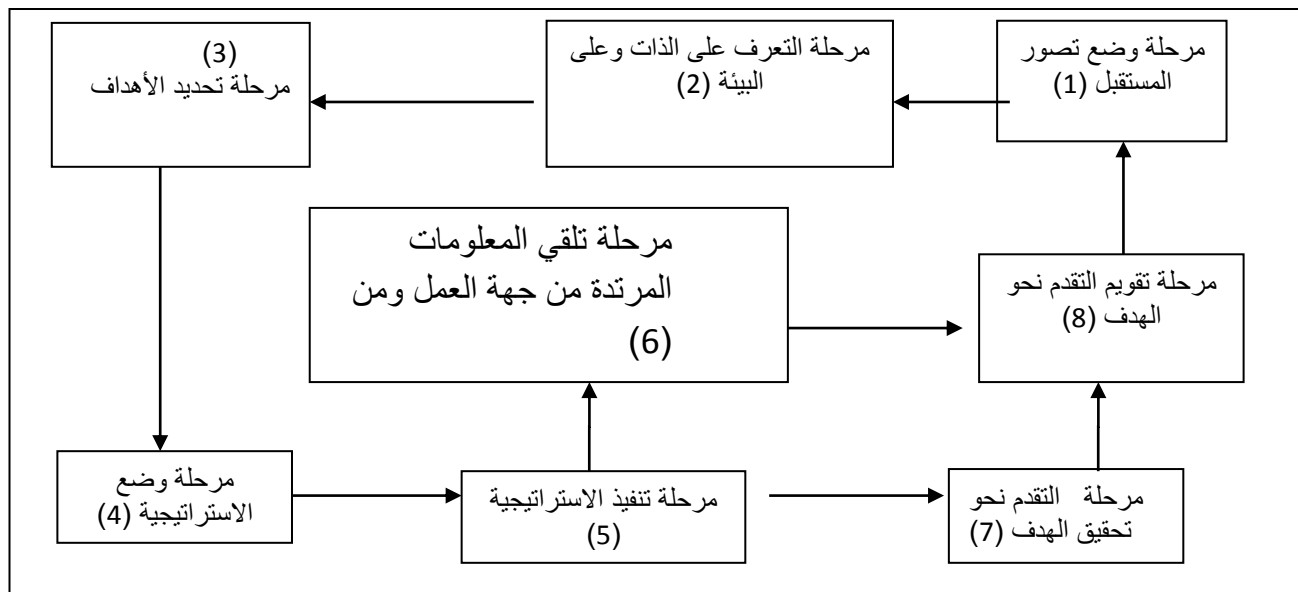 مرحلة وضع تصور
المستقبل (1)
مرحلة التعرف على الذات وعلى
البيئة (2)
(3)
مرحلة تحديد الأهداف
مرحلة تلقي المعلومات
المرتدة من جهة العمل ومن
(6)
مرحلة تقويم التقدم نحو
الهدف (8)
مرحلة وضع
الاستراتيجية (4)
مرحلة تنفيذ الاستراتيجية
(5)
مرحلة التقدم نحو
تحقيق الهدف (7)